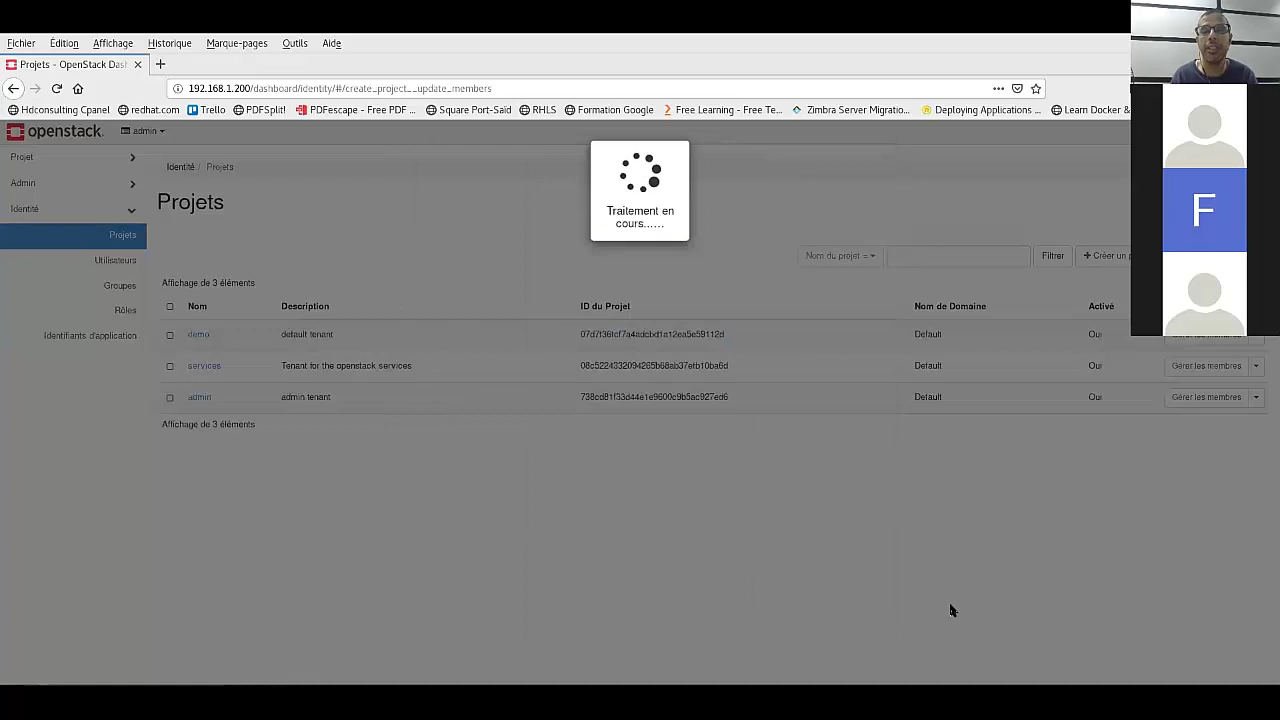 Fichier Édition Affichage Historique Marque-pages Outils Aide
Projets - OpenStack Das
192.168.1.200/dashboard/identity/#/create_project__update_members
Hdconsulting Cpanel redhat.com Trello PDFSplit! PDFescape - Free PDF ... Square Port-Saïd RHLS Formation Google Free Learning - Free Te... Zimbra Server Migratio... Deploying Applications ... Learn Docker &
openstack. admin
Projet
Admin
Identité
Projets
Utilisateurs
Groupes
Rôles
Identifiants d'application
Identité / Projets
Projets
Traitement en
cours......
F
Nom du projet = Filtrer Créer un p
Affichage de 3 éléments
Nom Description ID du Projet Nom de Domaine Activé
demo default tenant Default Oui Gérer les membres
services Tenant for the openstack services Default Oui Gérer les membres
admin admin tenant 738cd81f33d44e1e9600c9b5ac927ed6 Default Oui Gérer les membres
Affichage de 3 éléments